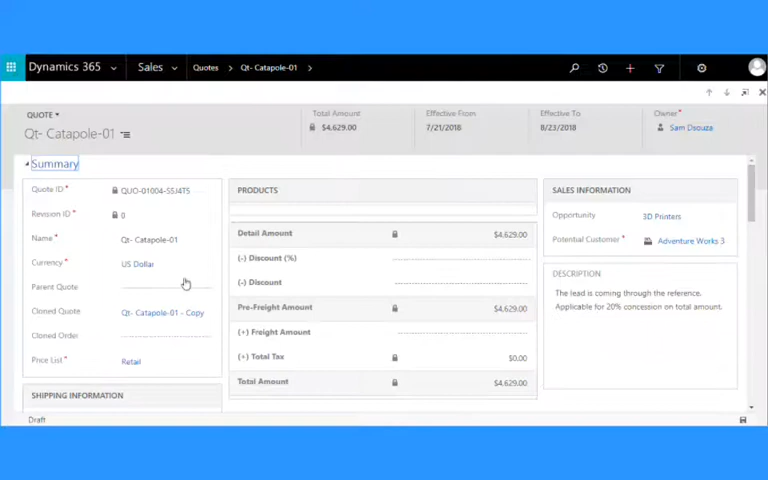 Dynamics 365 Sales Quotes Qt- Catapole-01
QUOTE
Qt- Catapole-01
Total Amount
$4,629.00
Effective From
7/21/2018
Effective To
8/23/2018
Owner*
Sam Dsouza
Summary
Quote ID* QUO-01004-S5J4T5
Revision ID* 0
Name* Qt- Catapole-01
Currency* US Dollar
Parent Quote
Cloned Quote Qt- Catapole-01 - Copy
Cloned Order
Price List* Retail
SHIPPING INFORMATION
PRODUCTS
Detail Amount $4,629.00
(-) Discount (%)
(-) Discount
Pre-Freight Amount $4,629.00
(+) Freight Amount
(+) Total Tax $0.00
Total Amount $4,629.00
SALES INFORMATION
Opportunity 3D Printers
Potential Customer* Adventure Works 3
DESCRIPTION
The lead is coming through the reference.
Applicable for 20% concession on total amount.
Draft